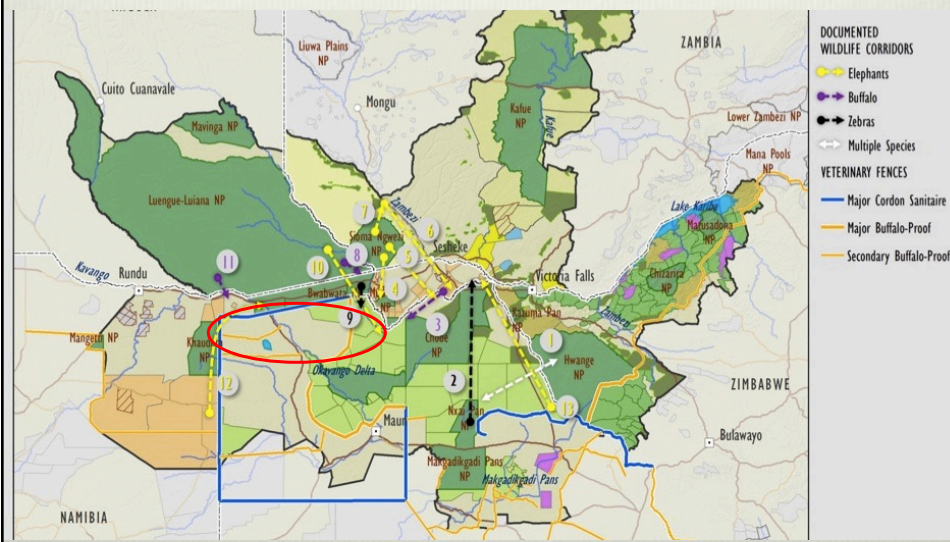 Liuwa Plains
NP
ZAMBIA
Cuito Cuanavale
Mongu
Kafue
NP
Kafue
Lower Zambezi NP
Mavinga NP
Mana Pools
NP
Luengue-Luiana NP
Zambezi
Lake Kariba
Matusadona
NP
7
6
Sioma Ngwezi
NP
Sesheke
8
5
10
11
Kavango
Rundu
Bwabwata
NP
4
Victoria Falls
Chizarira
NP
9
3
Kazuma Pan
NP
Zambezi
Mangetti NP
Khaudum
NP
Chobe
NP
1
Hwange
NP
Okavango Delta
2
12
ZIMBABWE
Nxai Pan
NP
13
Maun
Bulawayo
Makgadikgadi Pans
NP
Makgadikgadi Pans
NAMIBIA
DOCUMENTED
WILDLIFE CORRIDORS
Elephants
Buffalo
Zebras
Multiple Species
VETERINARY FENCES
Major Cordon Sanitaire
Major Buffalo-Proof
Secondary Buffalo-Proof